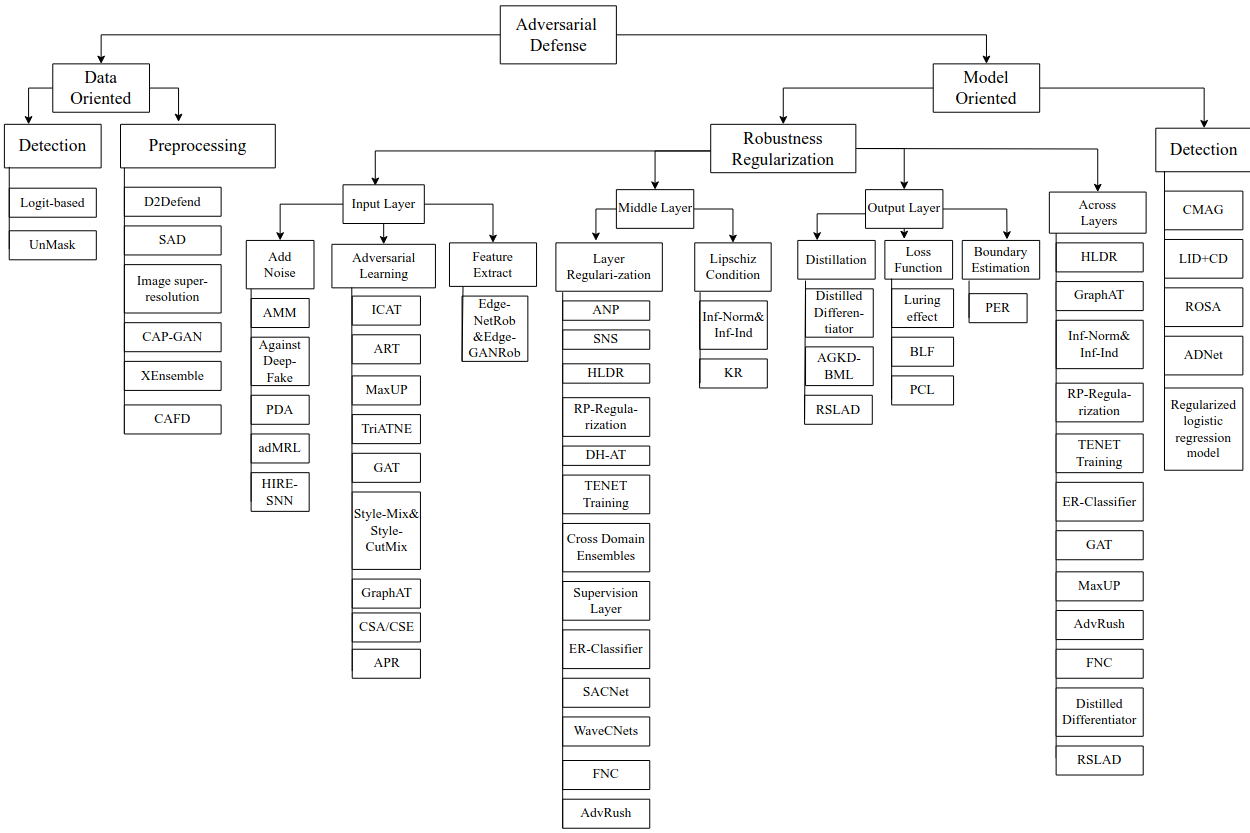 Adversarial
Defense
Data
Oriented
Model
Oriented
Detection
Preprocessing
Robustness
Regularization
Detection
Logit-based
UnMask
D2Defend
SAD
Image super-
resolution
CAP-GAN
XEnsemble
CAFD
Input Layer
Middle Layer
Output Layer
Across
Layers
Add
Noise
AMM
Against
Deep-
Fake
PDA
adMRL
HIRE-
SNN
Adversarial
Learning
ICAT
ART
MaxUP
TriATNE
GAT
Style-Mix&
Style-
CutMix
GraphAT
CSA/CSE
APR
Feature
Extract
Edge-
NetRob
&Edge-
GANRob
Layer
Regulari-zation
ANP
SNS
HLDR
RP-Regula-
rization
DH-AT
TENET
Training
Cross Domain
Ensembles
Supervision
Layer
ER-Classifier
SACNet
WaveCNets
FNC
AdvRush
Lipschiz
Condition
Inf-Norm&
Inf-Ind
KR
Distillation
Distilled
Differen-
tiator
AGKD-
BML
RSLAD
Loss
Function
Luring
effect
BLF
PCL
Boundary
Estimation
PER
HLDR
GraphAT
Inf-Norm&
Inf-Ind
RP-Regula-
rization
TENET
Training
ER-Classifier
GAT
MaxUP
AdvRush
FNC
Distilled
Differentiator
RSLAD
CMAG
LID+CD
ROSA
ADNet
Regularized
logistic
regression
model